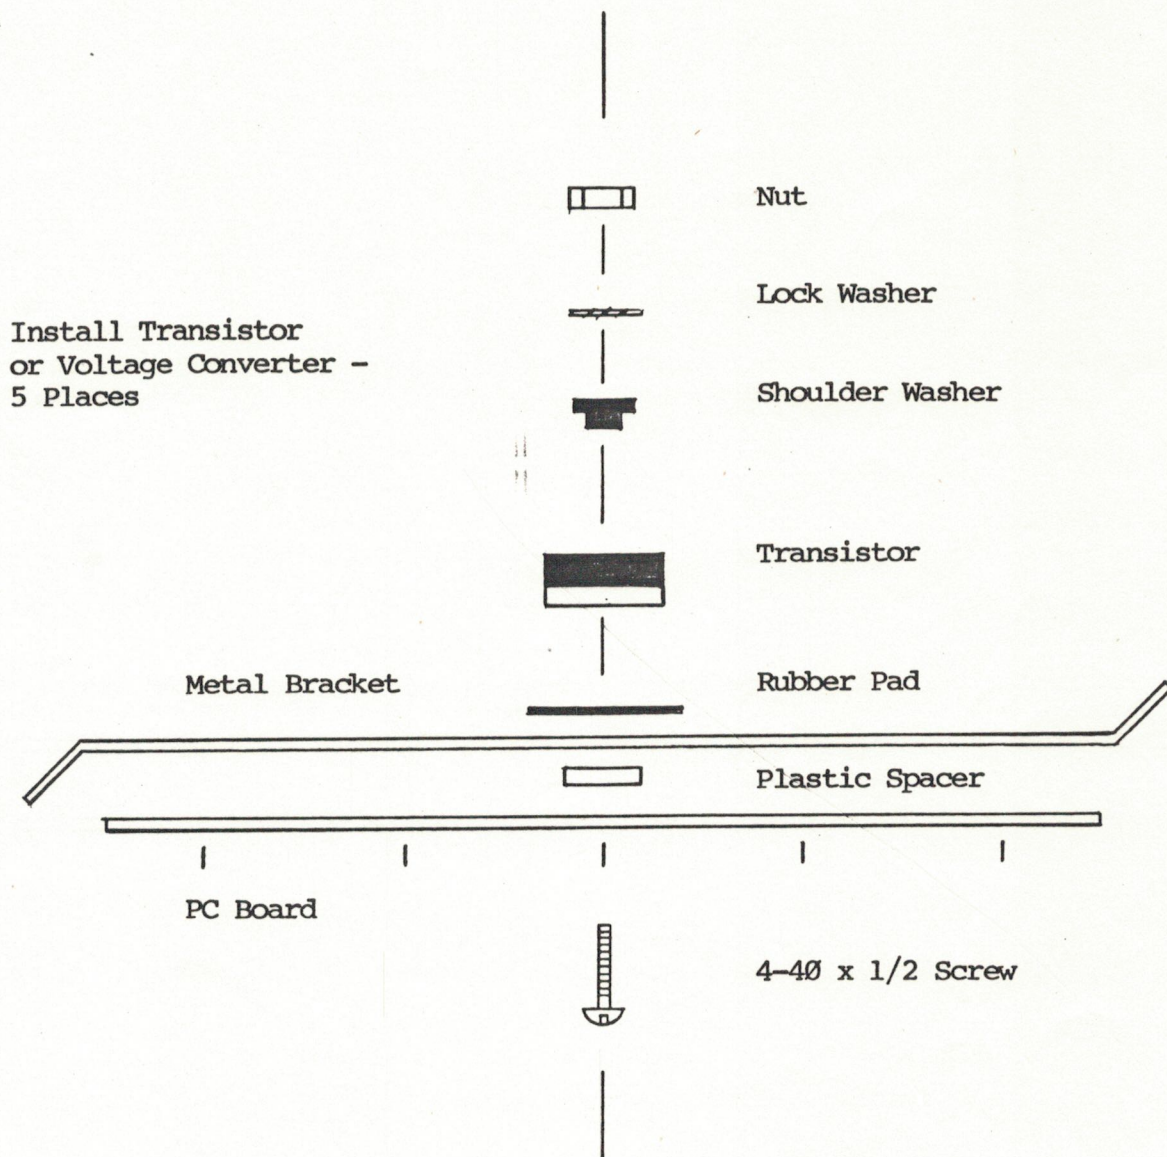 Nut
Lock Washer
Install Transistor
or Voltage Converter -
5 Places
Shoulder Washer
Transistor
Metal Bracket
Rubber Pad
Plastic Spacer
PC Board
4-4Ø x 1/2 Screw